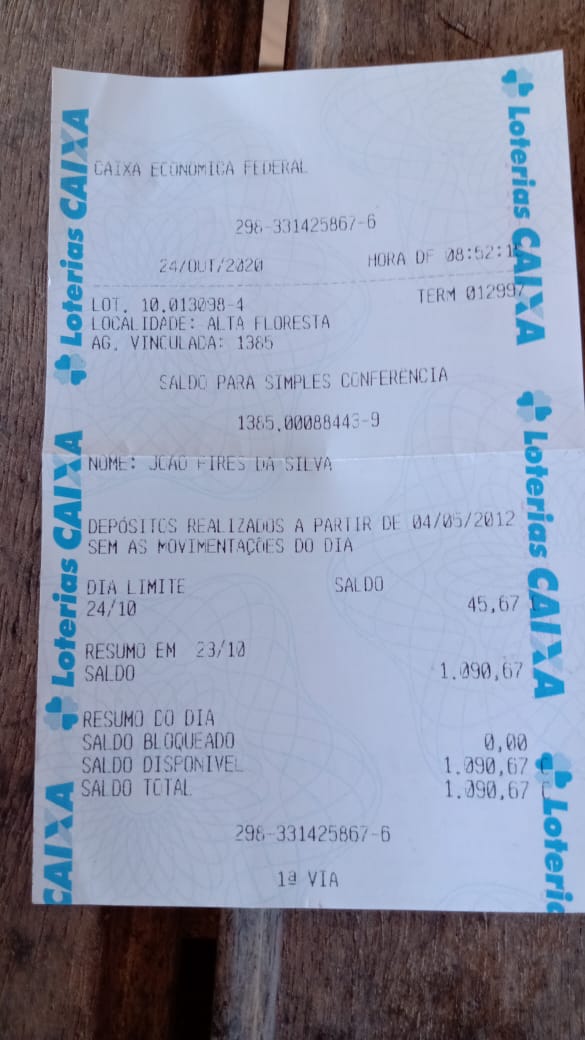 CAIXA ECONOMICA FEDERAL
298-331425867-6
24/OUT/2020 HORA DF 08:52:1
LOT. 10.013098-4 TERM 012997
LOCALIDADE: ALTA FLORESTA
AG. VINCULADA: 1385
SALDO PARA SIMPLES CONFERENCIA
1385.00088443-9
NOME: JOAO PIRES DA SILVA
DEPÓSITOS REALIZADOS A PARTIR DE 04/05/2012
SEM AS MOVIMENTAÇÕES DO DIA
DIA LIMITE SALDO
24/10 45,67
RESUMO EM 23/10
SALDO 1.090,67
RESUMO DO DIA
SALDO BLOQUEADO 0,00
SALDO DISPONIVEL 1.090,67
SALDO TOTAL 1.090,67
298-331425867-6
1ª VIA
Loterias CAIXA
Loterias CAIXA
CAIXA
Loterias CAIXA
Loterias CAIXA
Loteri